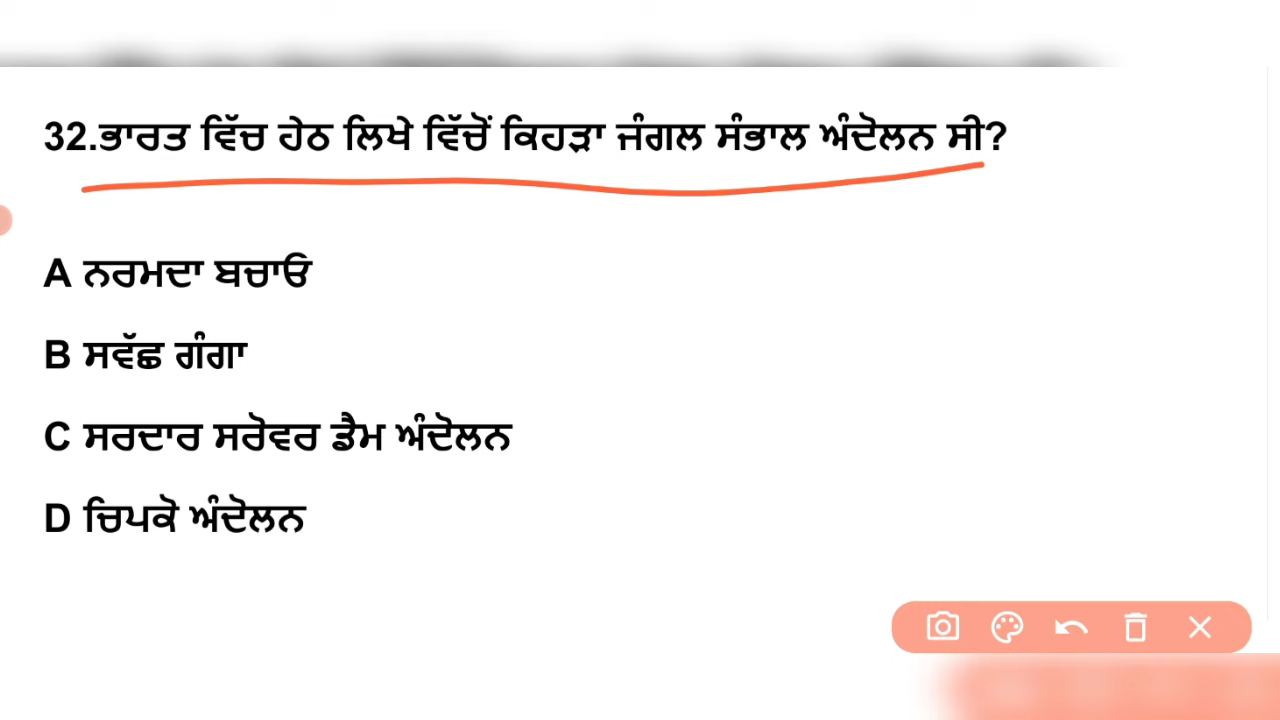 32.ਭਾਰਤ ਵਿੱਚ ਹੇਠ ਲਿਖੇ ਵਿੱਚੋਂ ਕਿਹੜਾ ਜੰਗਲ ਸੰਭਾਲ ਅੰਦੋਲਨ ਸੀ?
A ਨਰਮਦਾ ਬਚਾਓ
B ਸਵੱਛ ਗੰਗਾ
C ਸਰਦਾਰ ਸਰੋਵਰ ਡੈਮ ਅੰਦੋਲਨ
D ਚਿਪਕੋ ਅੰਦੋਲਨ